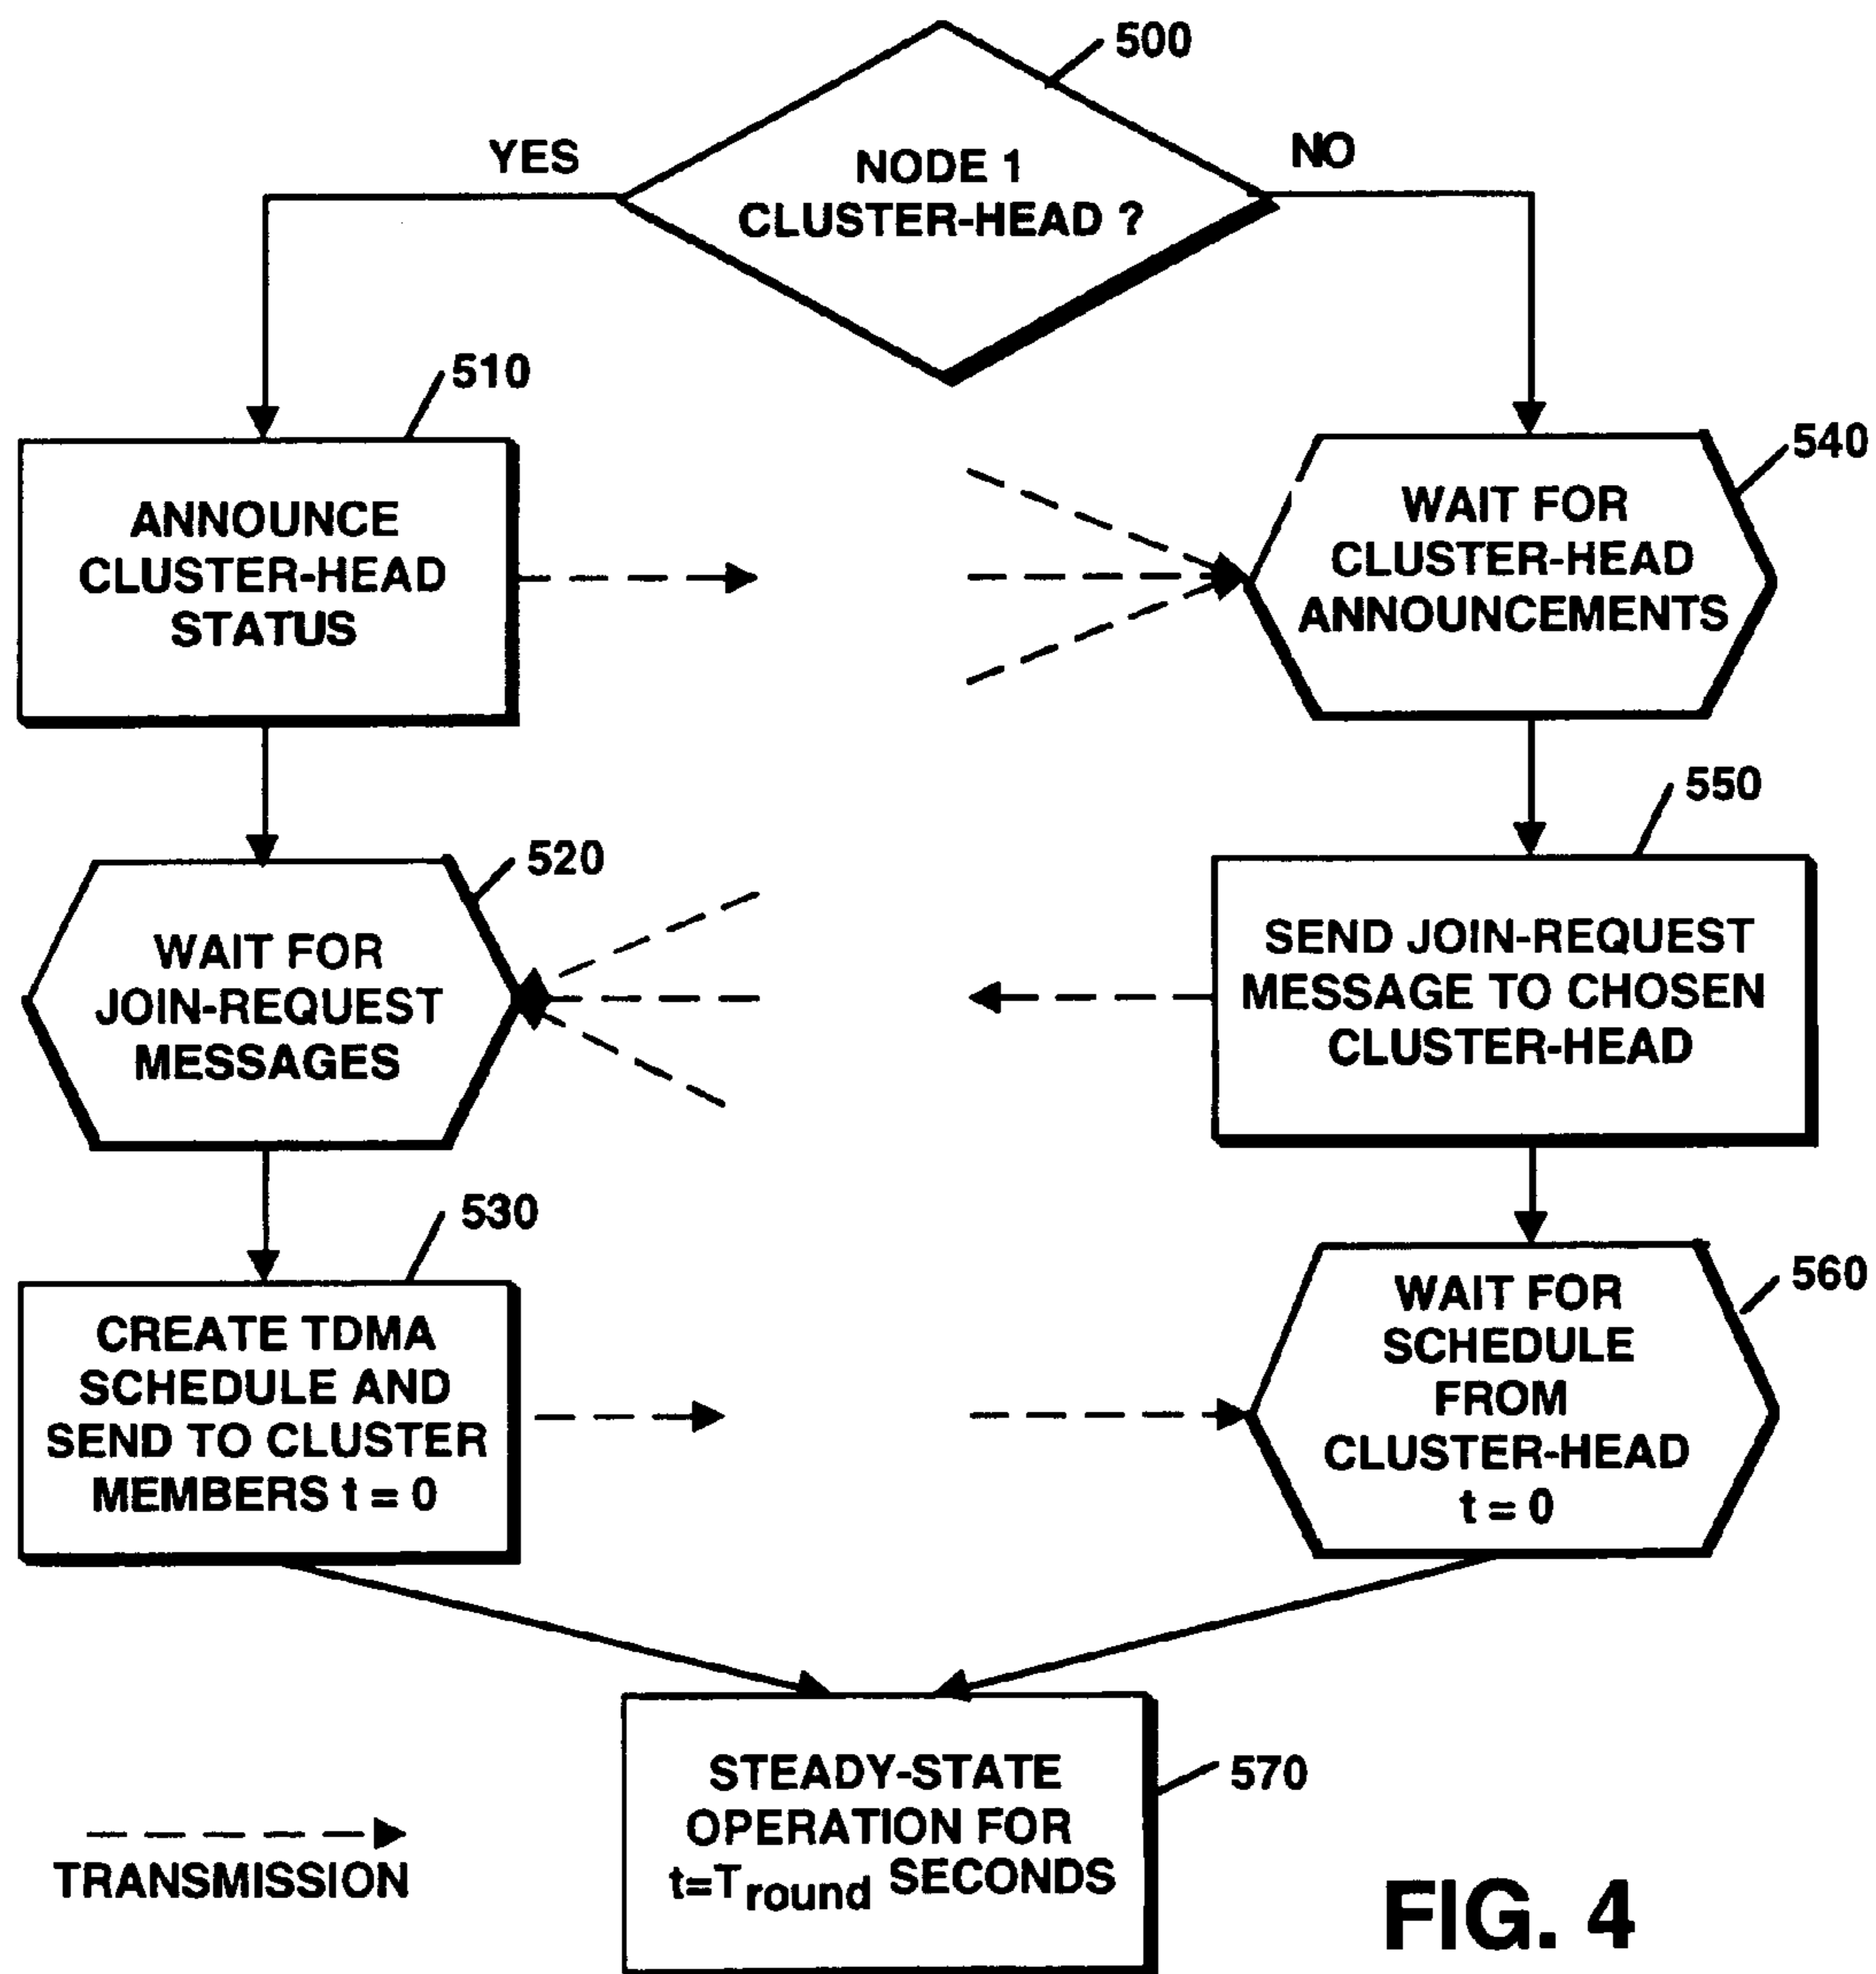 500
YES
NO
NODE 1
CLUSTER-HEAD ?
510
ANNOUNCE
CLUSTER-HEAD
STATUS
540
WAIT FOR
CLUSTER-HEAD
ANNOUNCEMENTS
520
WAIT FOR
JOIN-REQUEST
MESSAGES
550
SEND JOIN-REQUEST
MESSAGE TO CHOSEN
CLUSTER-HEAD
530
CREATE TDMA
SCHEDULE AND
SEND TO CLUSTER
MEMBERS t = 0
560
WAIT FOR
SCHEDULE
FROM
CLUSTER-HEAD
t = 0
570
STEADY-STATE
OPERATION FOR
t=Tround SECONDS
TRANSMISSION
FIG. 4